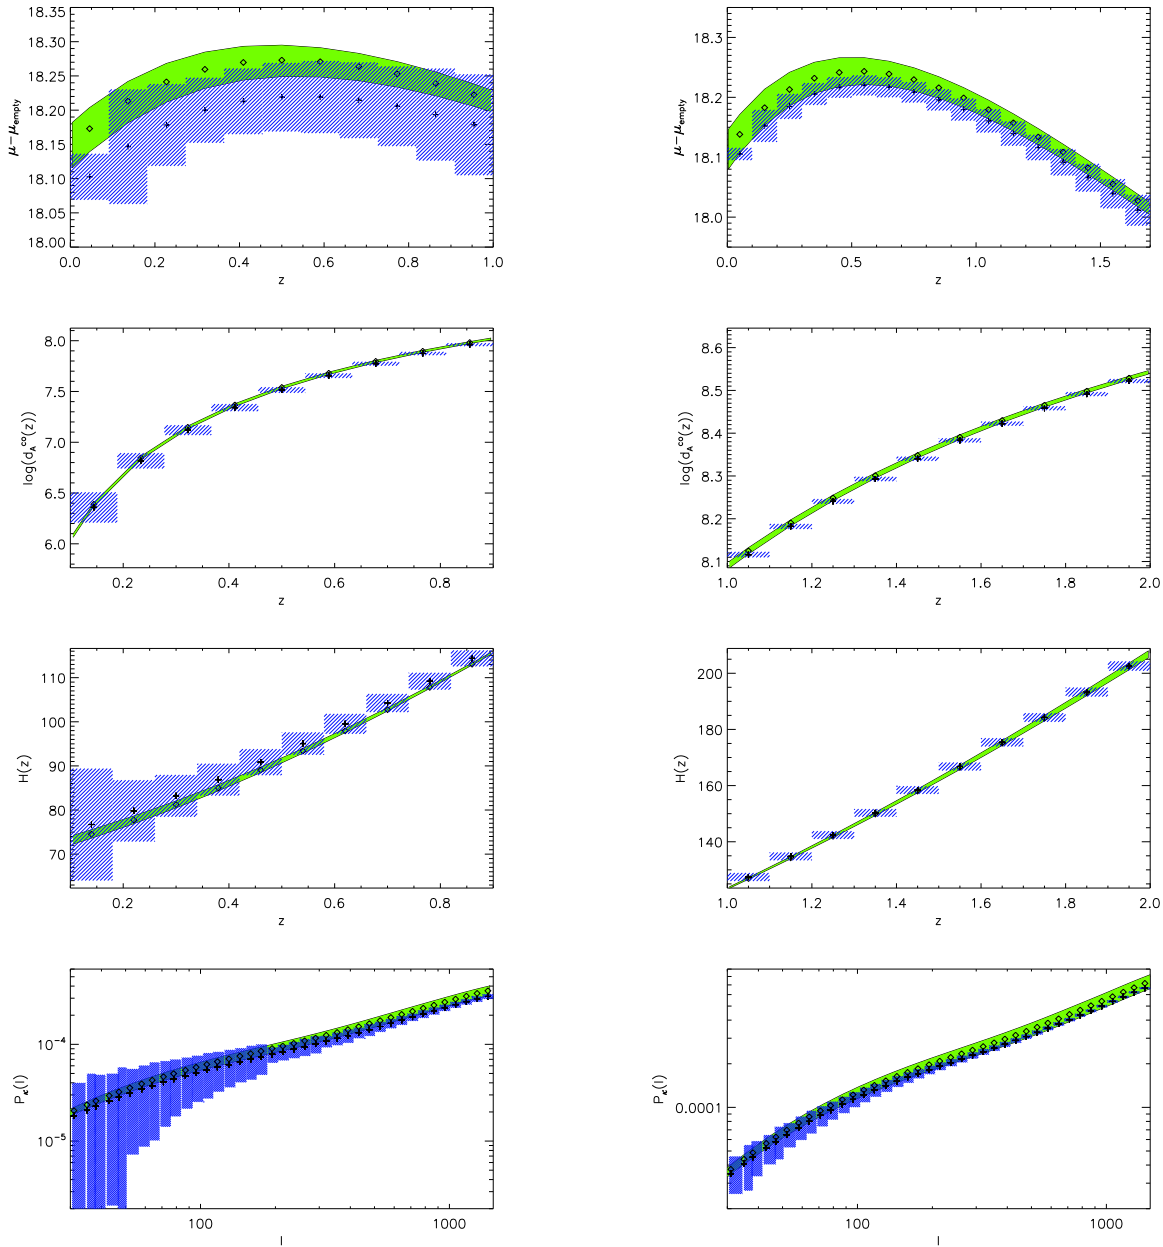 18.35
18.30
18.25
18.20
18.15
18.10
18.05
18.00
μ−μempty
0.0 0.2 0.4 0.6 0.8 1.0
z
18.3
18.2
18.1
18.0
μ−μempty
0.0 0.5 1.0 1.5
z
8.0
7.5
7.0
6.5
6.0
log(dA^co(z))
0.2 0.4 0.6 0.8
z
8.6
8.5
8.4
8.3
8.2
8.1
log(dA^co(z))
1.0 1.2 1.4 1.6 1.8 2.0
z
110
100
90
80
70
H(z)
0.2 0.4 0.6 0.8
z
200
180
160
140
H(z)
1.0 1.2 1.4 1.6 1.8 2.0
z
10^−4
10^−5
Pκ(l)
100 1000
l
0.0001
Pκ(l)
100 1000
l